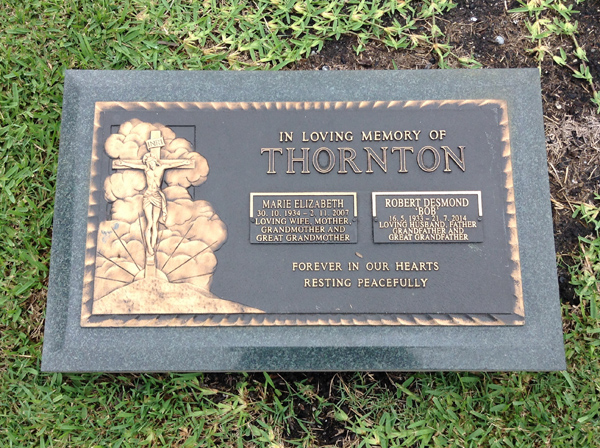 INRI
IN LOVING MEMORY OF
THORNTON
MARIE ELIZABETH
30. 10. 1934 – 2. 11. 2007
LOVING WIFE, MOTHER,
GRANDMOTHER AND
GREAT GRANDMOTHER
ROBERT DESMOND
'BOB'
16. 5. 1933 – 21. 7. 2014
LOVING HUSBAND, FATHER
GRANDFATHER AND
GREAT GRANDFATHER
FOREVER IN OUR HEARTS
RESTING PEACEFULLY